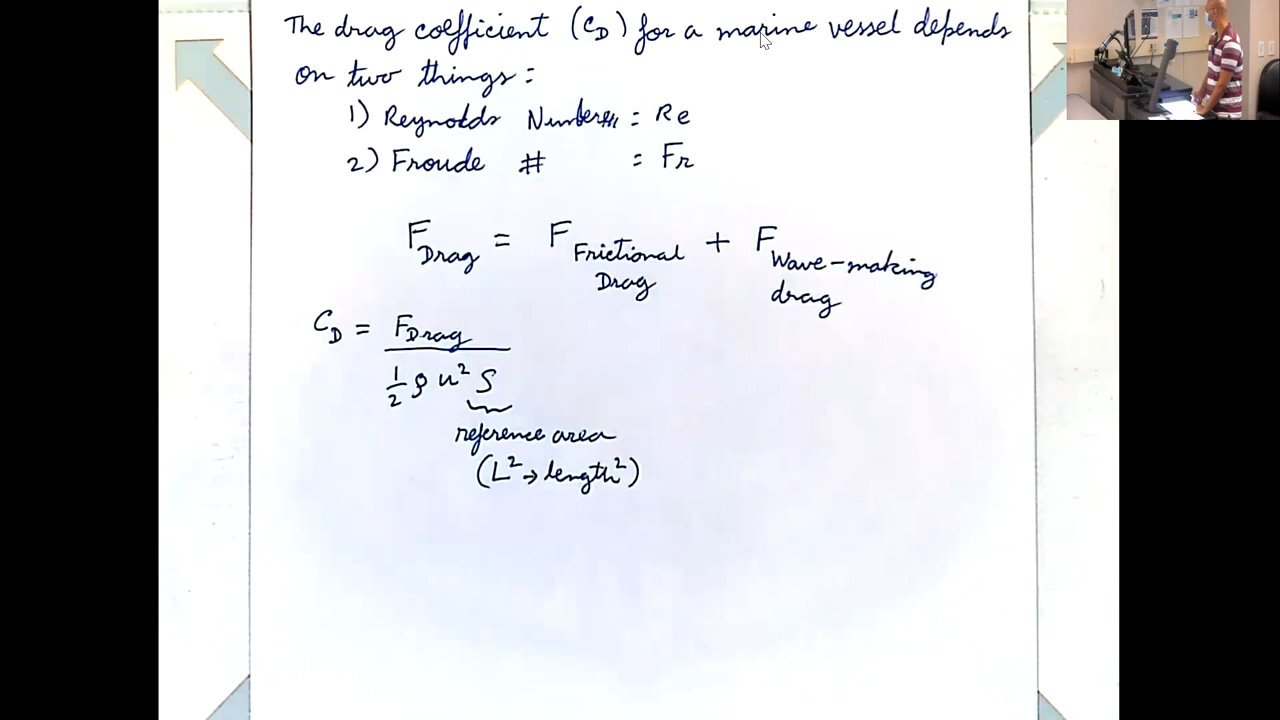 The drag coefficient (C_D) for a marine vessel depends
on two things:
1) Reynolds Number = Re
2) Froude # = Fr
F_Drag = F_Frictional Drag + F_Wave-making drag
C_D = F_Drag / ½ ρ u² S
reference area
(L² → length²)